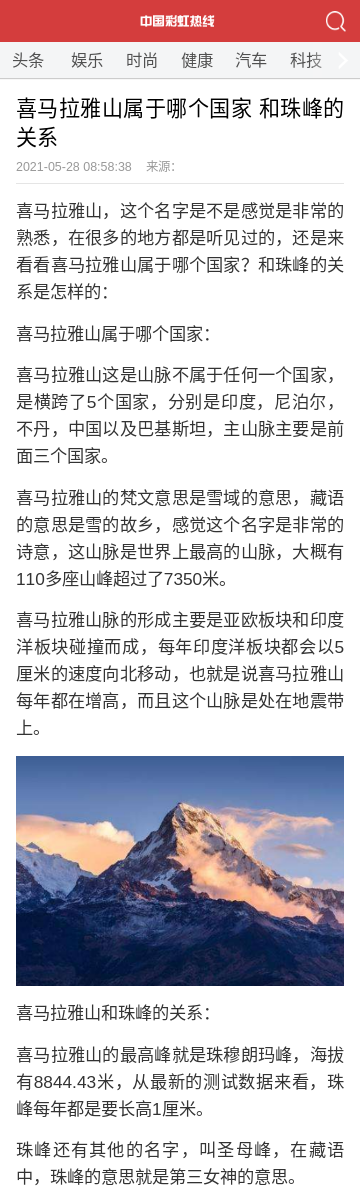 中国彩虹热线
头条 娱乐 时尚 健康 汽车 科技
喜马拉雅山属于哪个国家 和珠峰的
关系
2021-05-28 08:58:38 来源：
喜马拉雅山，这个名字是不是感觉是非常的
熟悉，在很多的地方都是听见过的，还是来
看看喜马拉雅山属于哪个国家？和珠峰的关
系是怎样的：
喜马拉雅山属于哪个国家：
喜马拉雅山这是山脉不属于任何一个国家，
是横跨了5个国家，分别是印度，尼泊尔，
不丹，中国以及巴基斯坦，主山脉主要是前
面三个国家。
喜马拉雅山的梵文意思是雪域的意思，藏语
的意思是雪的故乡，感觉这个名字是非常的
诗意，这山脉是世界上最高的山脉，大概有
110多座山峰超过了7350米。
喜马拉雅山脉的形成主要是亚欧板块和印度
洋板块碰撞而成，每年印度洋板块都会以5
厘米的速度向北移动，也就是说喜马拉雅山
每年都在增高，而且这个山脉是处在地震带
上。
喜马拉雅山和珠峰的关系：
喜马拉雅山的最高峰就是珠穆朗玛峰，海拔
有8844.43米，从最新的测试数据来看，珠
峰每年都是要长高1厘米。
珠峰还有其他的名字，叫圣母峰，在藏语
中，珠峰的意思就是第三女神的意思。